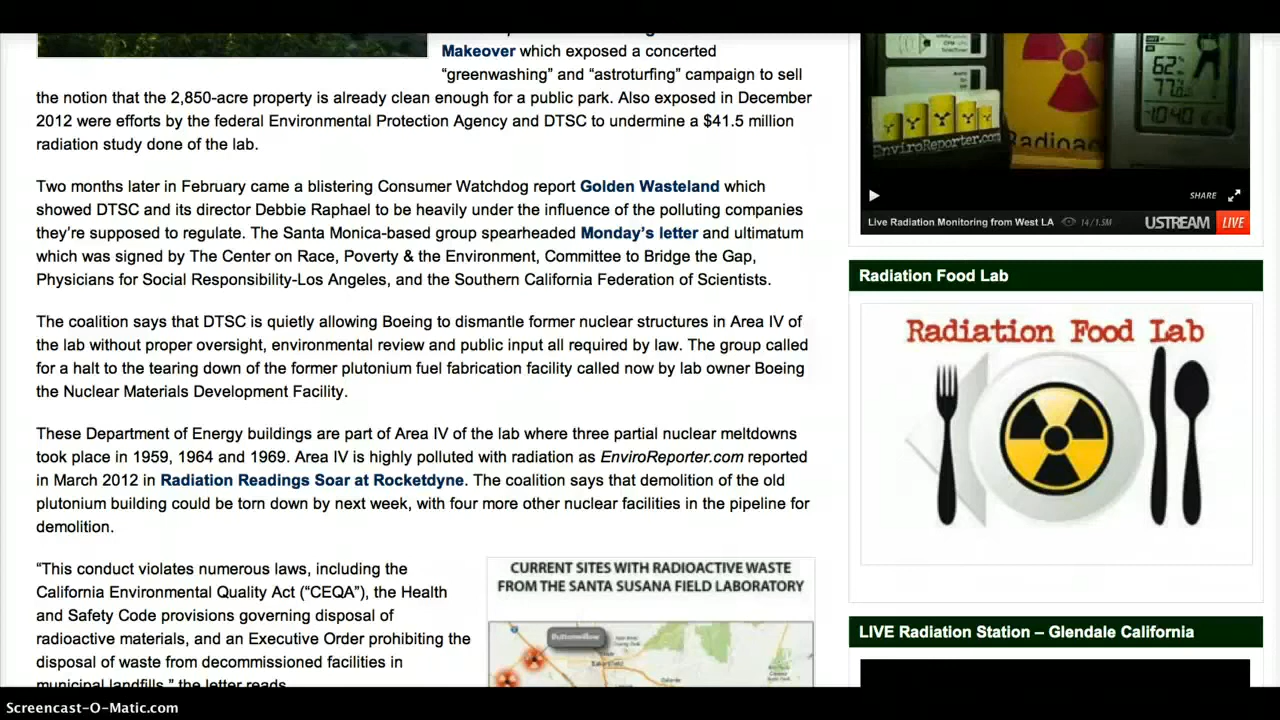 Makeover which exposed a concerted
“greenwashing” and “astroturfing” campaign to sell
the notion that the 2,850-acre property is already clean enough for a public park. Also exposed in December
2012 were efforts by the federal Environmental Protection Agency and DTSC to undermine a $41.5 million
radiation study done of the lab.
Two months later in February came a blistering Consumer Watchdog report Golden Wasteland which
showed DTSC and its director Debbie Raphael to be heavily under the influence of the polluting companies
they’re supposed to regulate. The Santa Monica-based group spearheaded Monday’s letter and ultimatum
which was signed by The Center on Race, Poverty & the Environment, Committee to Bridge the Gap,
Physicians for Social Responsibility-Los Angeles, and the Southern California Federation of Scientists.
The coalition says that DTSC is quietly allowing Boeing to dismantle former nuclear structures in Area IV of
the lab without proper oversight, environmental review and public input all required by law. The group called
for a halt to the tearing down of the former plutonium fuel fabrication facility called now by lab owner Boeing
the Nuclear Materials Development Facility.
These Department of Energy buildings are part of Area IV of the lab where three partial nuclear meltdowns
took place in 1959, 1964 and 1969. Area IV is highly polluted with radiation as EnviroReporter.com reported
in March 2012 in Radiation Readings Soar at Rocketdyne. The coalition says that demolition of the old
plutonium building could be torn down by next week, with four more other nuclear facilities in the pipeline for
demolition.
“This conduct violates numerous laws, including the
California Environmental Quality Act (“CEQA”), the Health
and Safety Code provisions governing disposal of
radioactive materials, and an Executive Order prohibiting the
disposal of waste from decommissioned facilities in
municipal landfills,” the letter reads
CURRENT SITES WITH RADIOACTIVE WASTE
FROM THE SANTA SUSANA FIELD LABORATORY
Buttonwillow
EnviroReporter.com
Radioac
SHARE
Live Radiation Monitoring from West LA 14/1.5M USTREAM LIVE
Radiation Food Lab
Radiation Food Lab
LIVE Radiation Station – Glendale California
Screencast-O-Matic.com